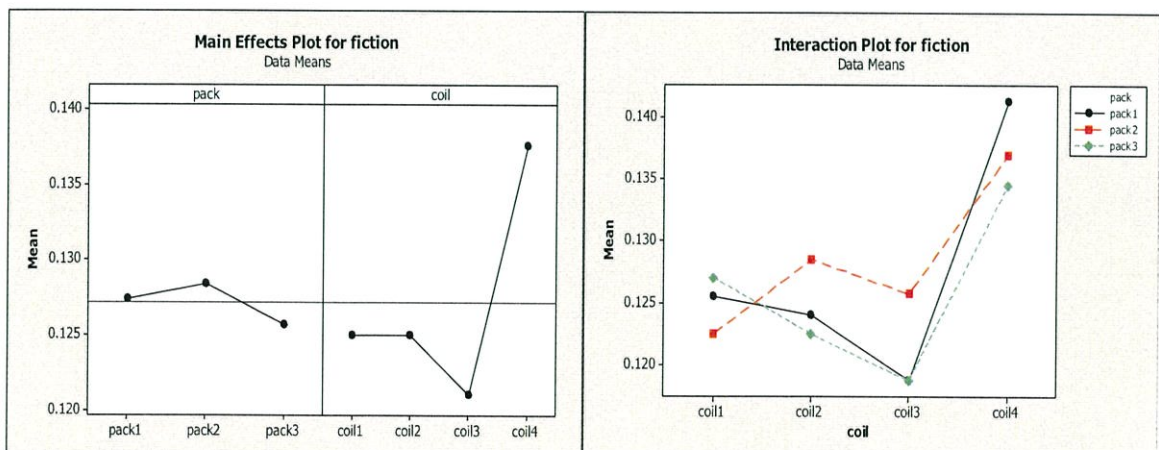 Main Effects Plot for fiction
Data Means
pack
coil
0.140
0.135
0.130
0.125
0.120
Mean
pack1 pack2 pack3 coil1 coil2 coil3 coil4
Interaction Plot for fiction
Data Means
0.140
0.135
0.130
0.125
0.120
Mean
coil1 coil2 coil3 coil4
coil
pack
pack1
pack2
pack3